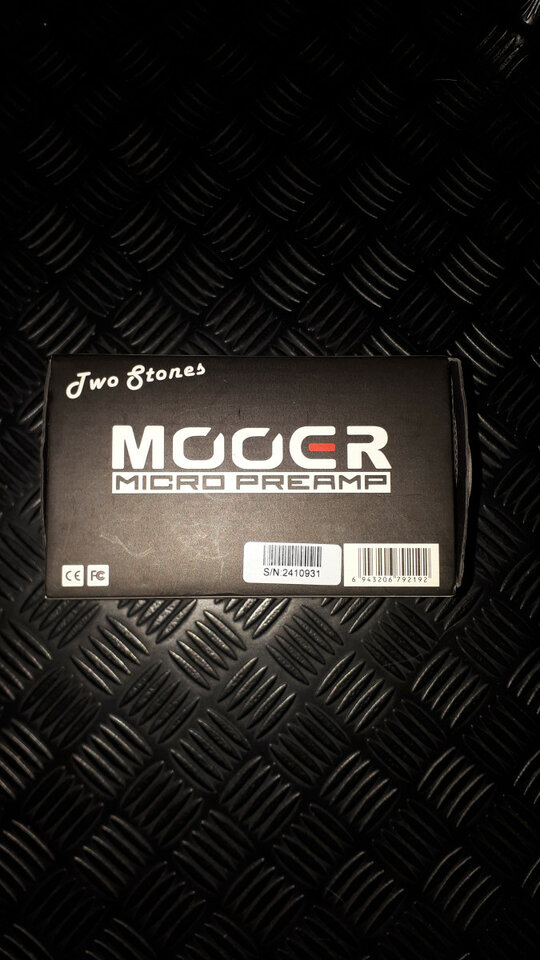 Two Stones
MOOER
MICRO PREAMP
CE FC
S/N:2410931
6 943206 792192